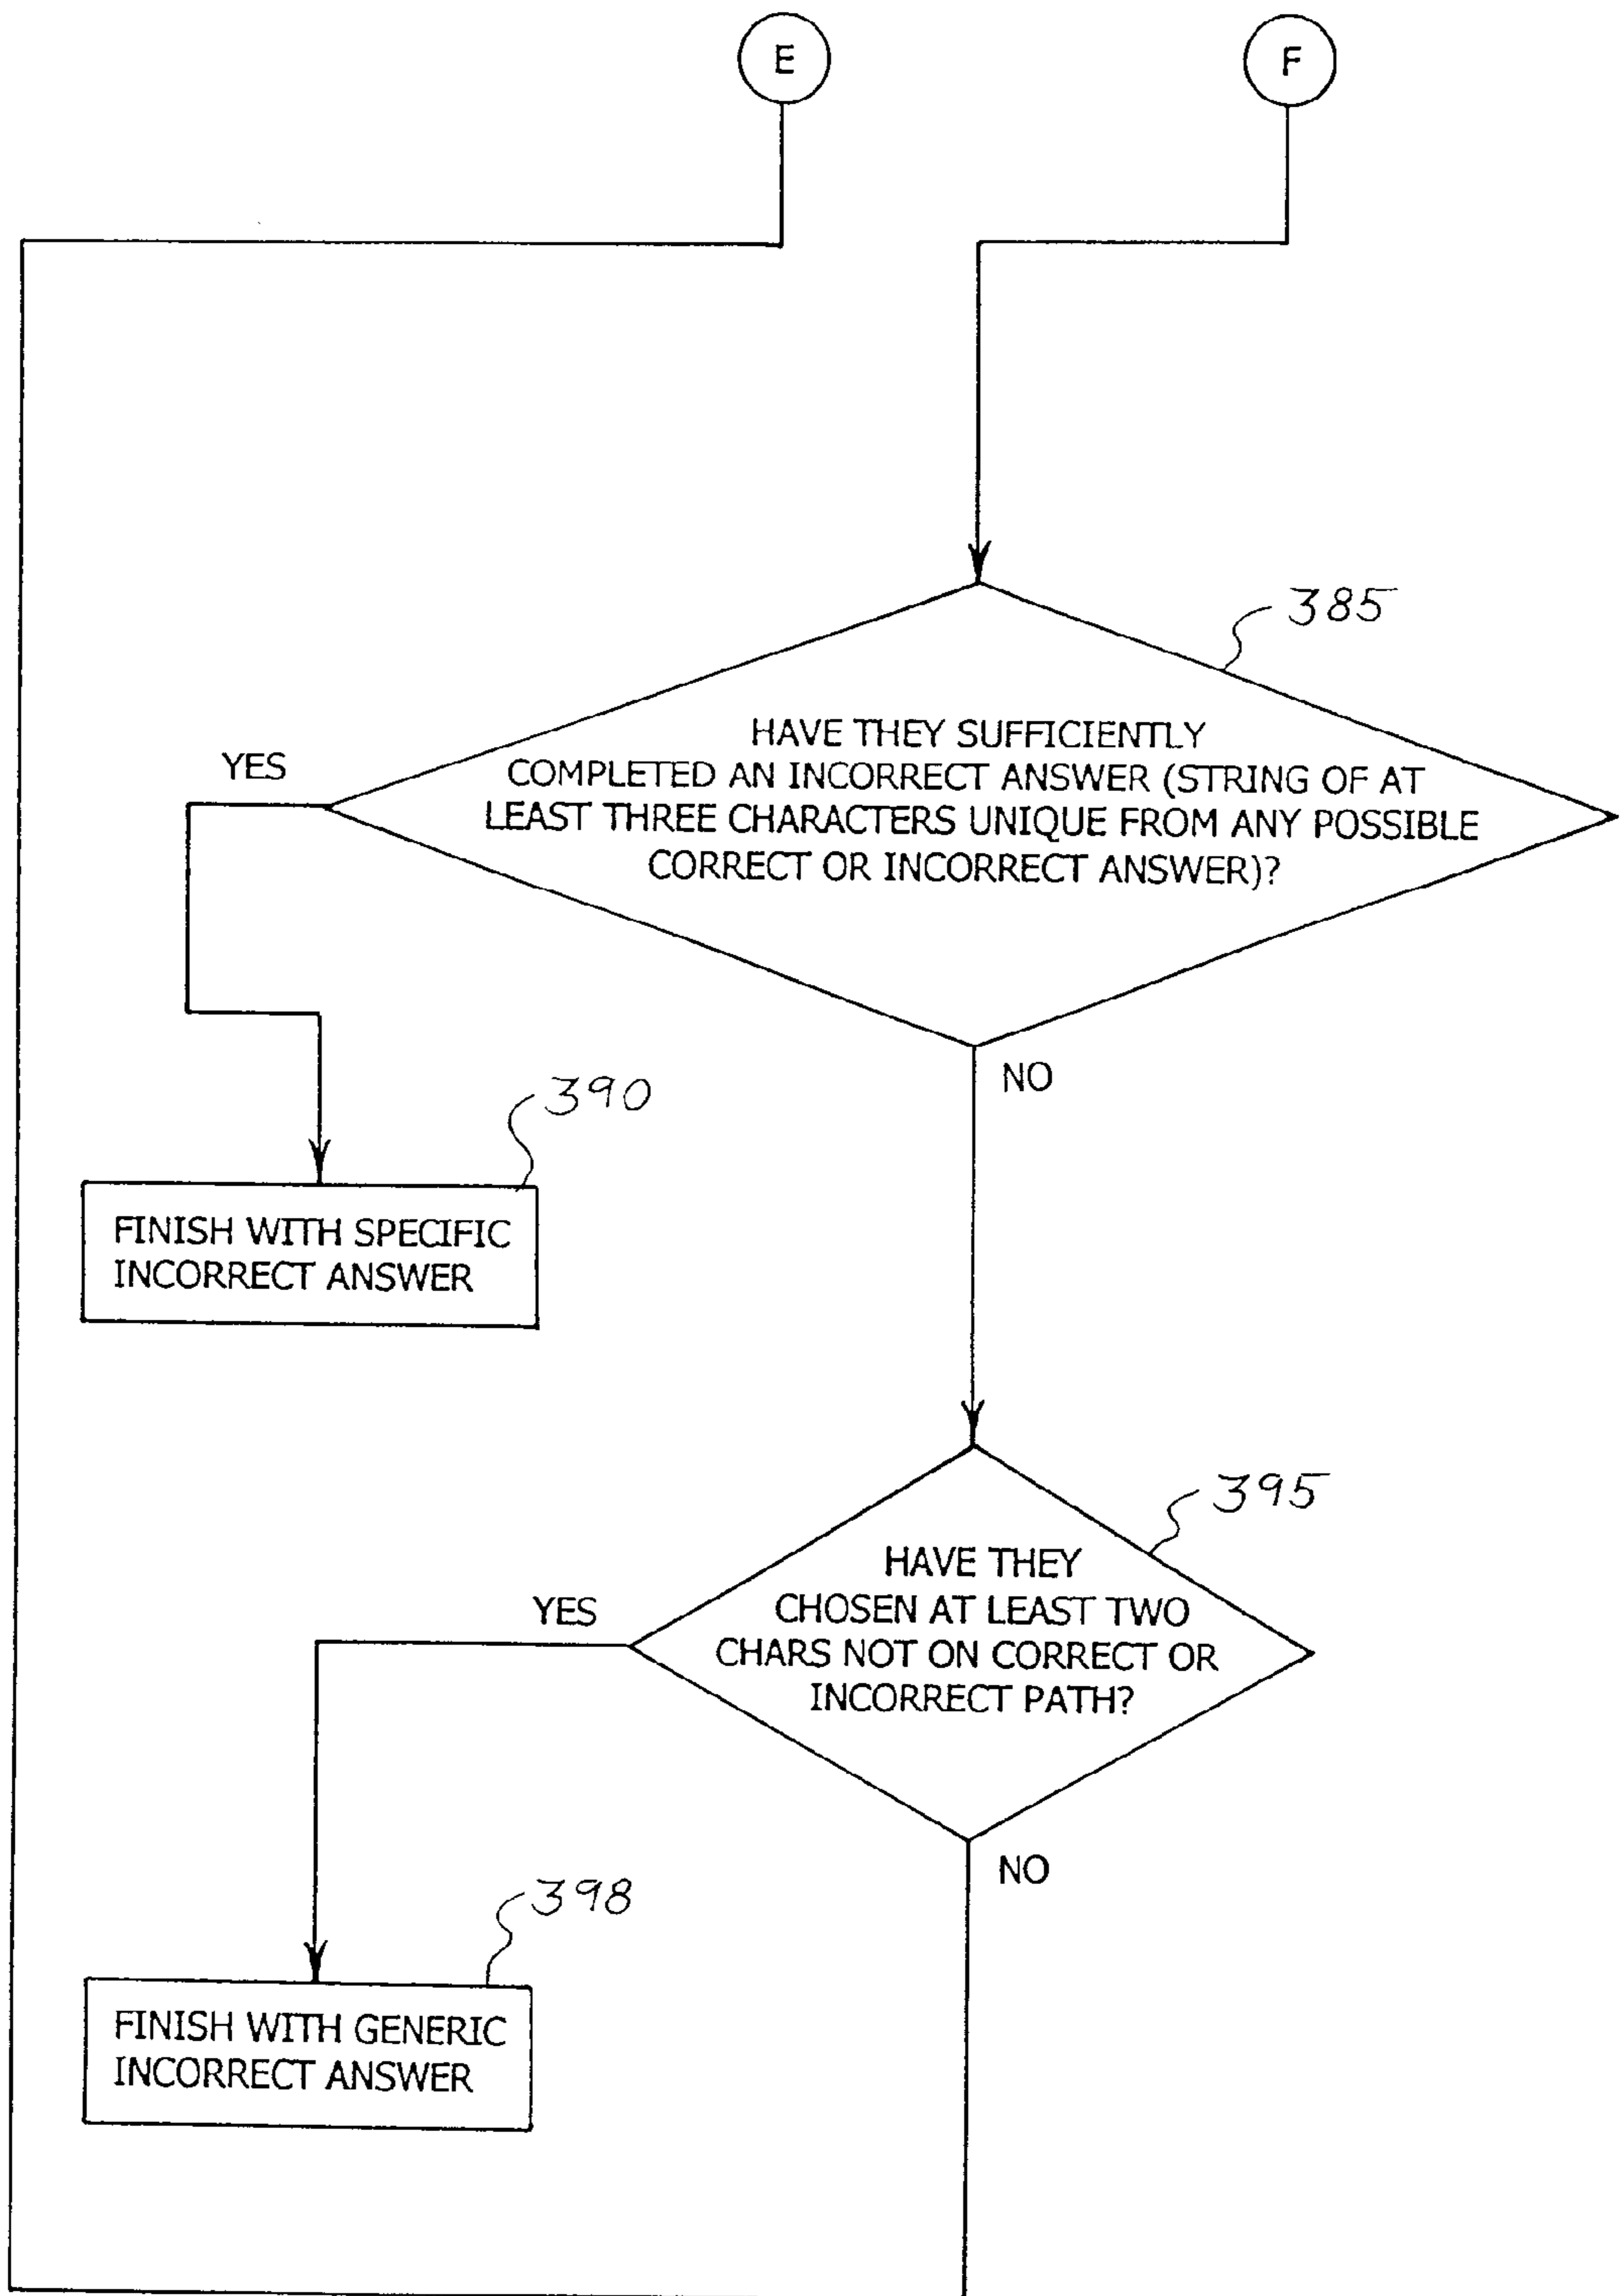 E
F
385
HAVE THEY SUFFICIENTLY
COMPLETED AN INCORRECT ANSWER (STRING OF AT
LEAST THREE CHARACTERS UNIQUE FROM ANY POSSIBLE
CORRECT OR INCORRECT ANSWER)?
YES
NO
390
FINISH WITH SPECIFIC
INCORRECT ANSWER
395
HAVE THEY
CHOSEN AT LEAST TWO
CHARS NOT ON CORRECT OR
INCORRECT PATH?
YES
NO
398
FINISH WITH GENERIC
INCORRECT ANSWER